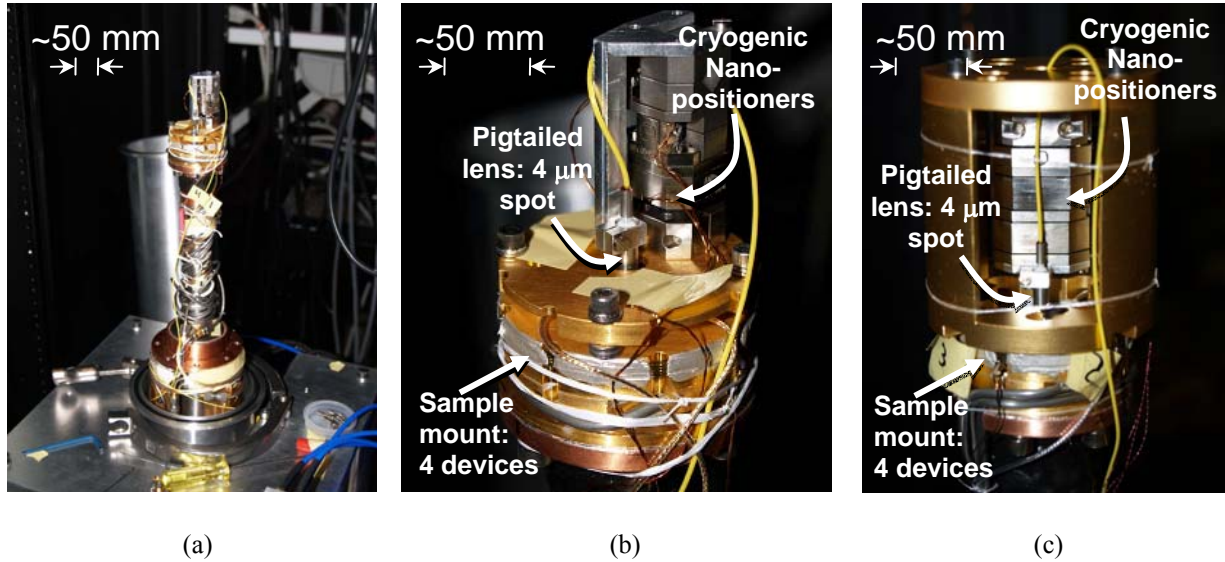 ~50 mm
~50 mm
Cryogenic
Nano-
positioners
Pigtailed
lens: 4 μm
spot
Sample
mount:
4 devices
~50 mm
Cryogenic
Nano-
positioners
Pigtailed
lens: 4 μm
spot
Sample
mount:
4 devices
3
(a)
(b)
(c)